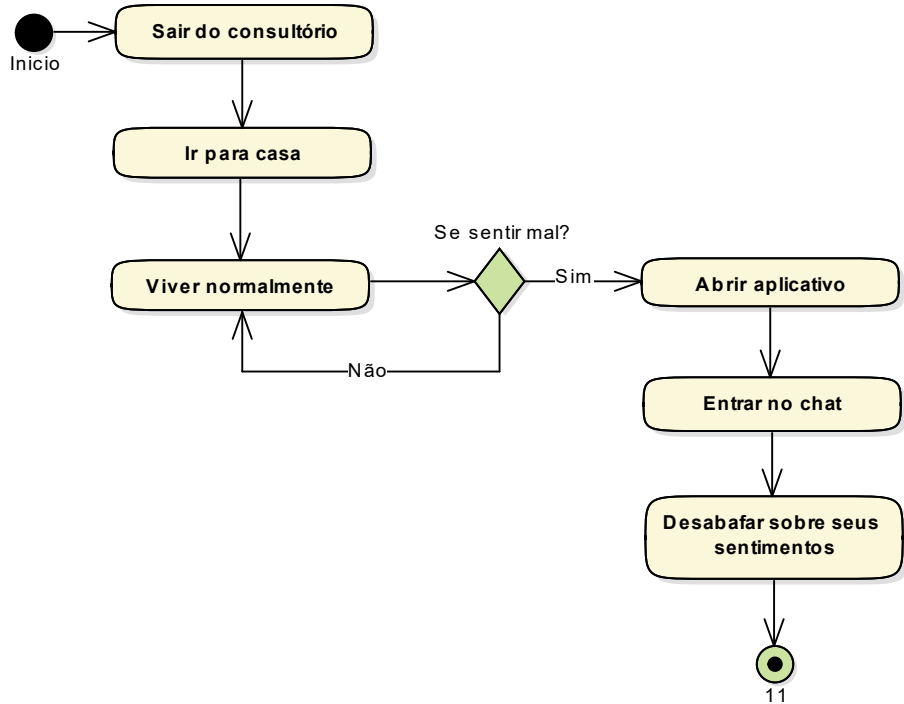 Sair do consultório
Inicio
Ir para casa
Se sentir mal?
Viver normalmente
Sim
Abrir aplicativo
Não
Entrar no chat
Desabafar sobre seus
sentimentos
11